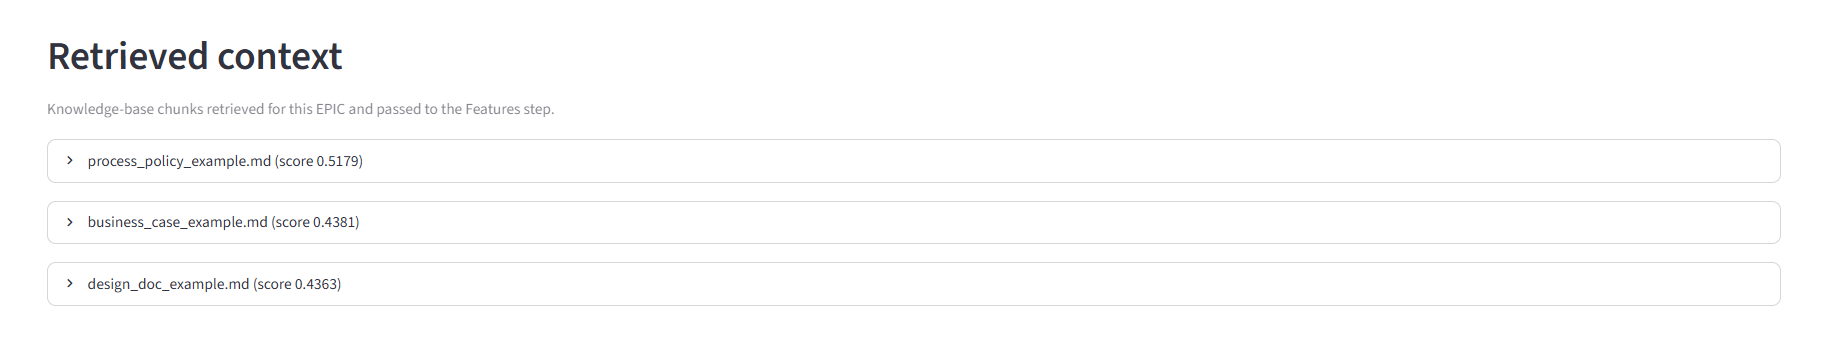 Retrieved context
Knowledge-base chunks retrieved for this EPIC and passed to the Features step.
process_policy_example.md (score 0.5179)
business_case_example.md (score 0.4381)
design_doc_example.md (score 0.4363)